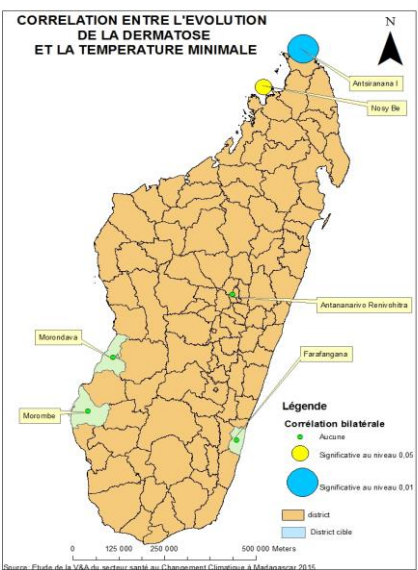 CORRELATION ENTRE L'EVOLUTION
DE LA DERMATOSE
ET LA TEMPERATURE MINIMALE
N
Antsiranana I
Nosy Be
Antananarivo Renivohitra
Morondava
Farafangana
Morombe
Légende
Corrélation bilatérale
Aucune
Significative au niveau 0,05
Significative au niveau 0,01
district
District cible
0 125 000 250 000 500 000 Meters
Source: Etude de la V&A du secteur santé au Changement Climatique à Madagascar 2015